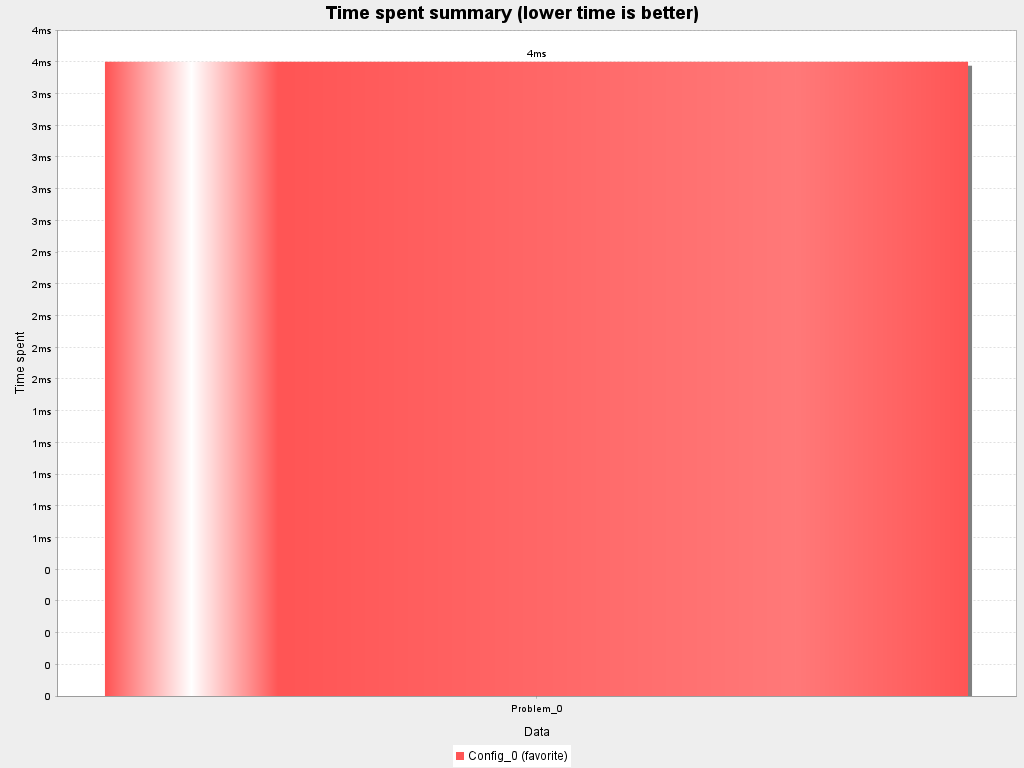 Time spent summary (lower time is better)
4ms
4ms
4ms
3ms
3ms
3ms
3ms
3ms
2ms
2ms
2ms
2ms
2ms
1ms
1ms
1ms
1ms
1ms
0
0
0
0
0
Time spent
Problem_0
Data
Config_0 (favorite)